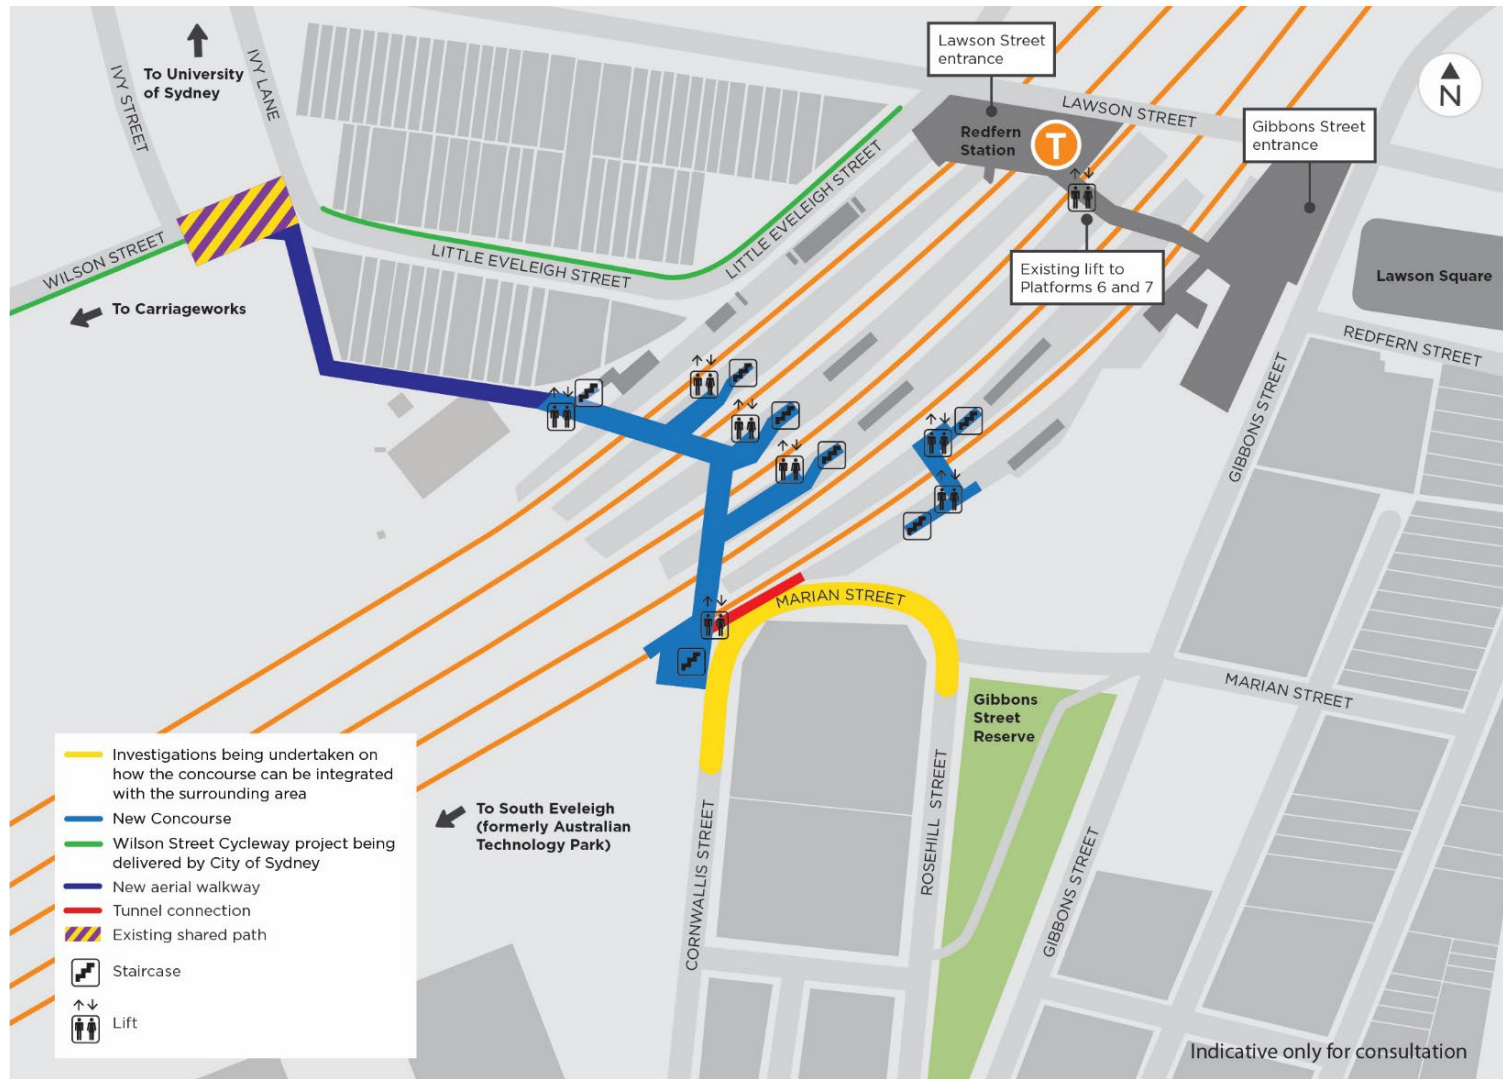 Lawson Street
entrance
To University
of Sydney
IVY STREET
IVY LANE
LAWSON STREET
N
Redfern
Station
T
Gibbons Street
entrance
LITTLE EVELEIGH STREET
WILSON STREET
LITTLE EVELEIGH STREET
Existing lift to
Platforms 6 and 7
Lawson Square
To Carriageworks
REDFERN STREET
GIBBONS STREET
MARIAN STREET
MARIAN STREET
Gibbons
Street
Reserve
To South Eveleigh
(formerly Australian
Technology Park)
CORNWALLIS STREET
ROSEHILL STREET
GIBBONS STREET
Investigations being undertaken on
how the concourse can be integrated
with the surrounding area
New Concourse
Wilson Street Cycleway project being
delivered by City of Sydney
New aerial walkway
Tunnel connection
Existing shared path
Staircase
Lift
Indicative only for consultation